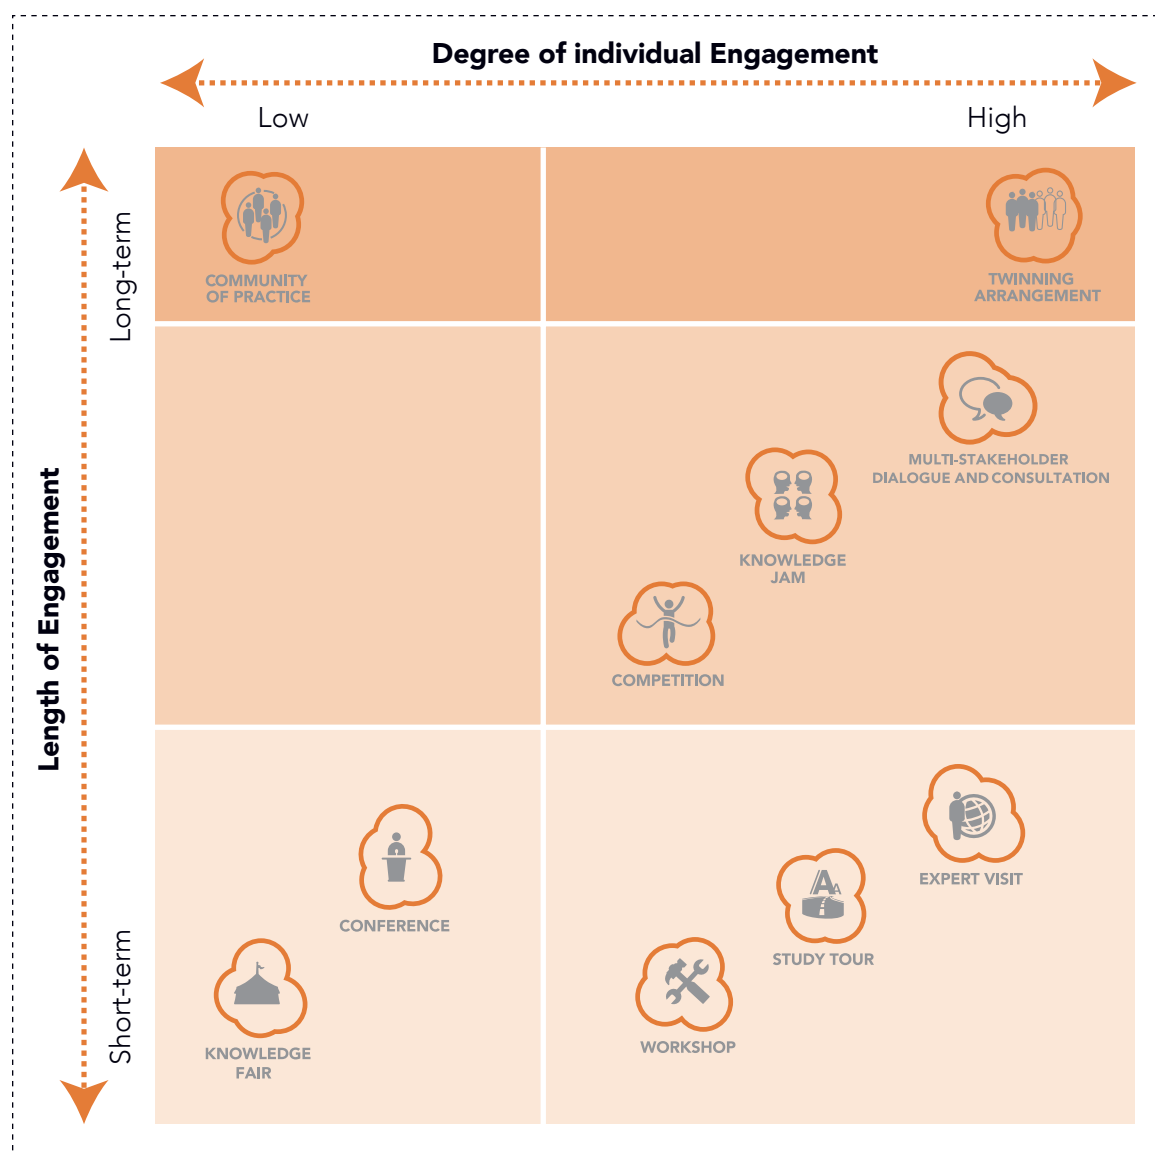 Degree of individual Engagement
Low
High
Length of Engagement
Long-term
Short-term
COMMUNITY
OF PRACTICE
TWINNING
ARRANGEMENT
MULTI-STAKEHOLDER
DIALOGUE AND CONSULTATION
KNOWLEDGE
JAM
COMPETITION
EXPERT VISIT
CONFERENCE
STUDY TOUR
A A
WORKSHOP
KNOWLEDGE
FAIR